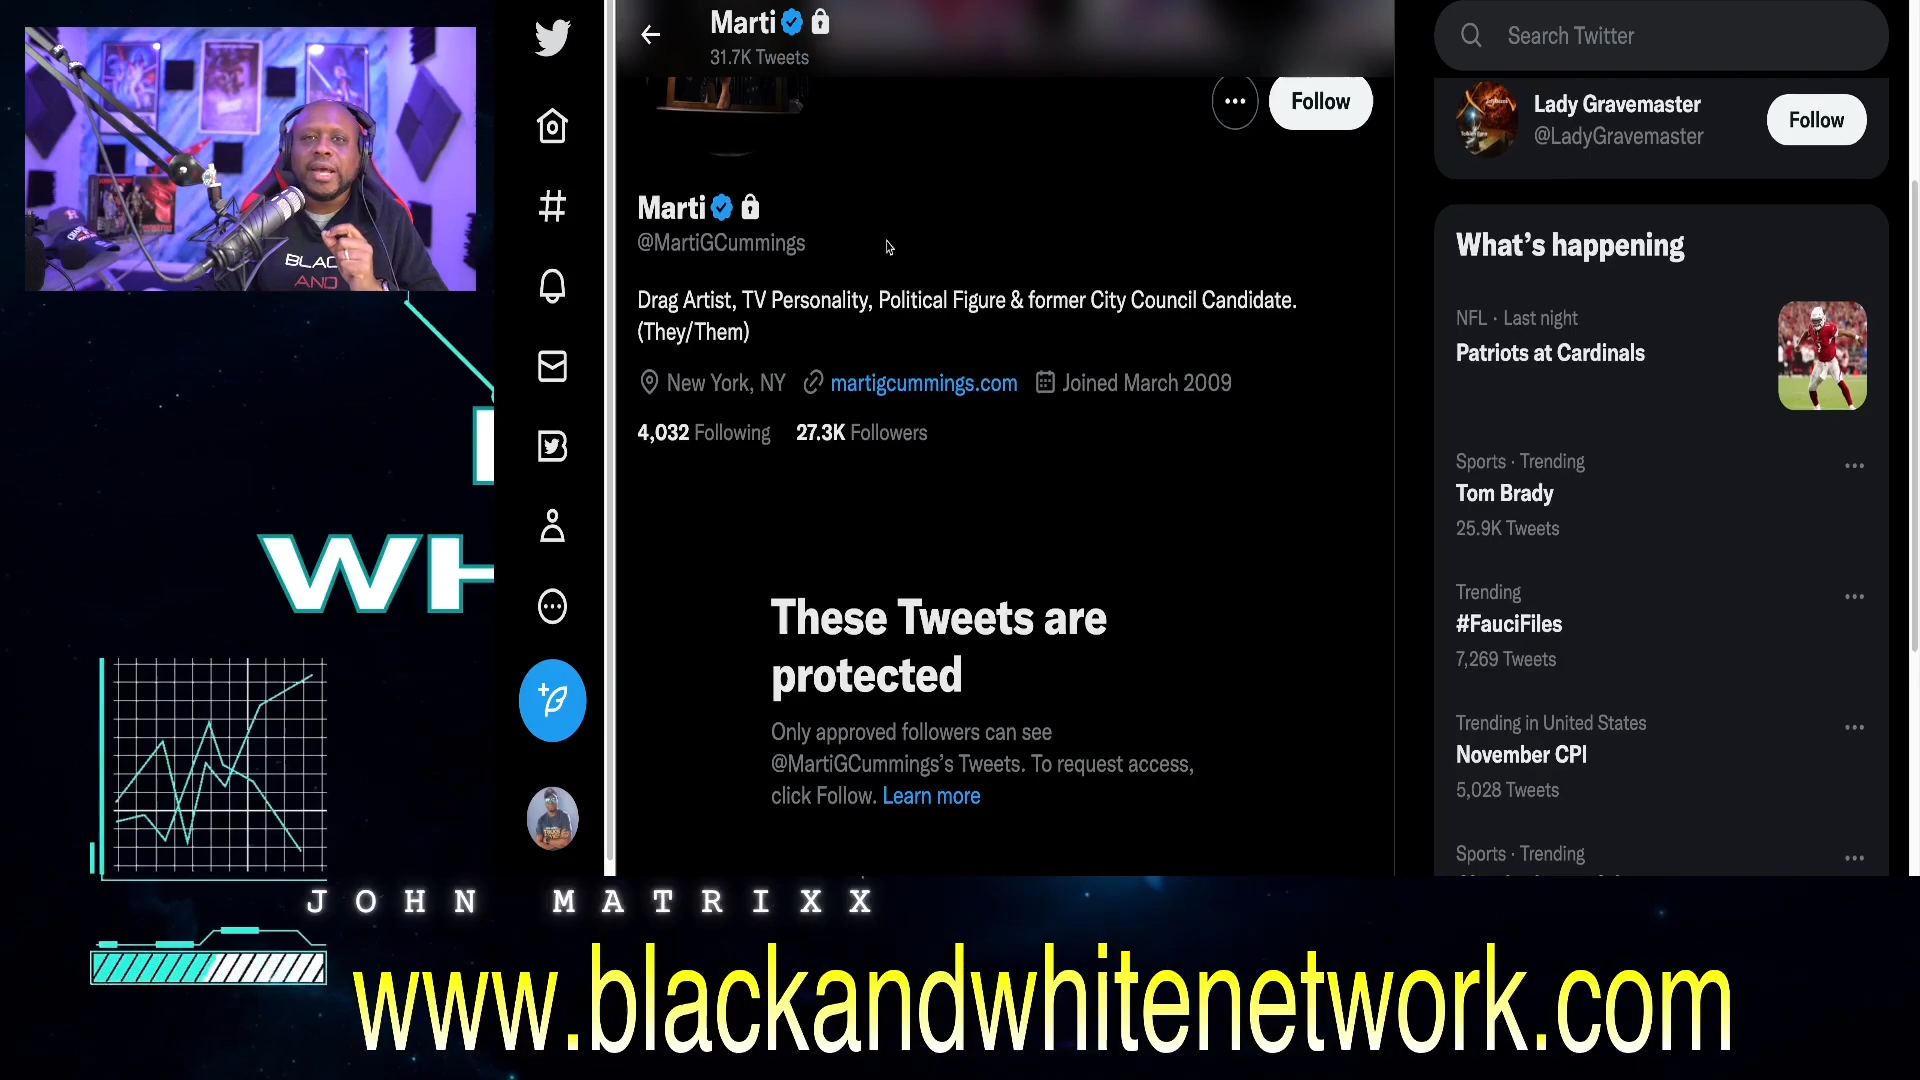 Marti
31.7K Tweets
Follow
Marti
@MartiGCummings
Drag Artist, TV Personality, Political Figure & former City Council Candidate.
(They/Them)
New York, NY martigcummings.com Joined March 2009
4,032 Following 27.3K Followers
These Tweets are
protected
Only approved followers can see
@MartiGCummings’s Tweets. To request access,
click Follow. Learn more
Search Twitter
Lady Gravemaster
@LadyGravemaster
Follow
What’s happening
NFL · Last night
Patriots at Cardinals
Sports · Trending
Tom Brady
25.9K Tweets
Trending
#FauciFiles
7,269 Tweets
Trending in United States
November CPI
5,028 Tweets
Sports · Trending
BLAC
AND
WH
JOHN MATRIXX
www.blackandwhitenetwork.com